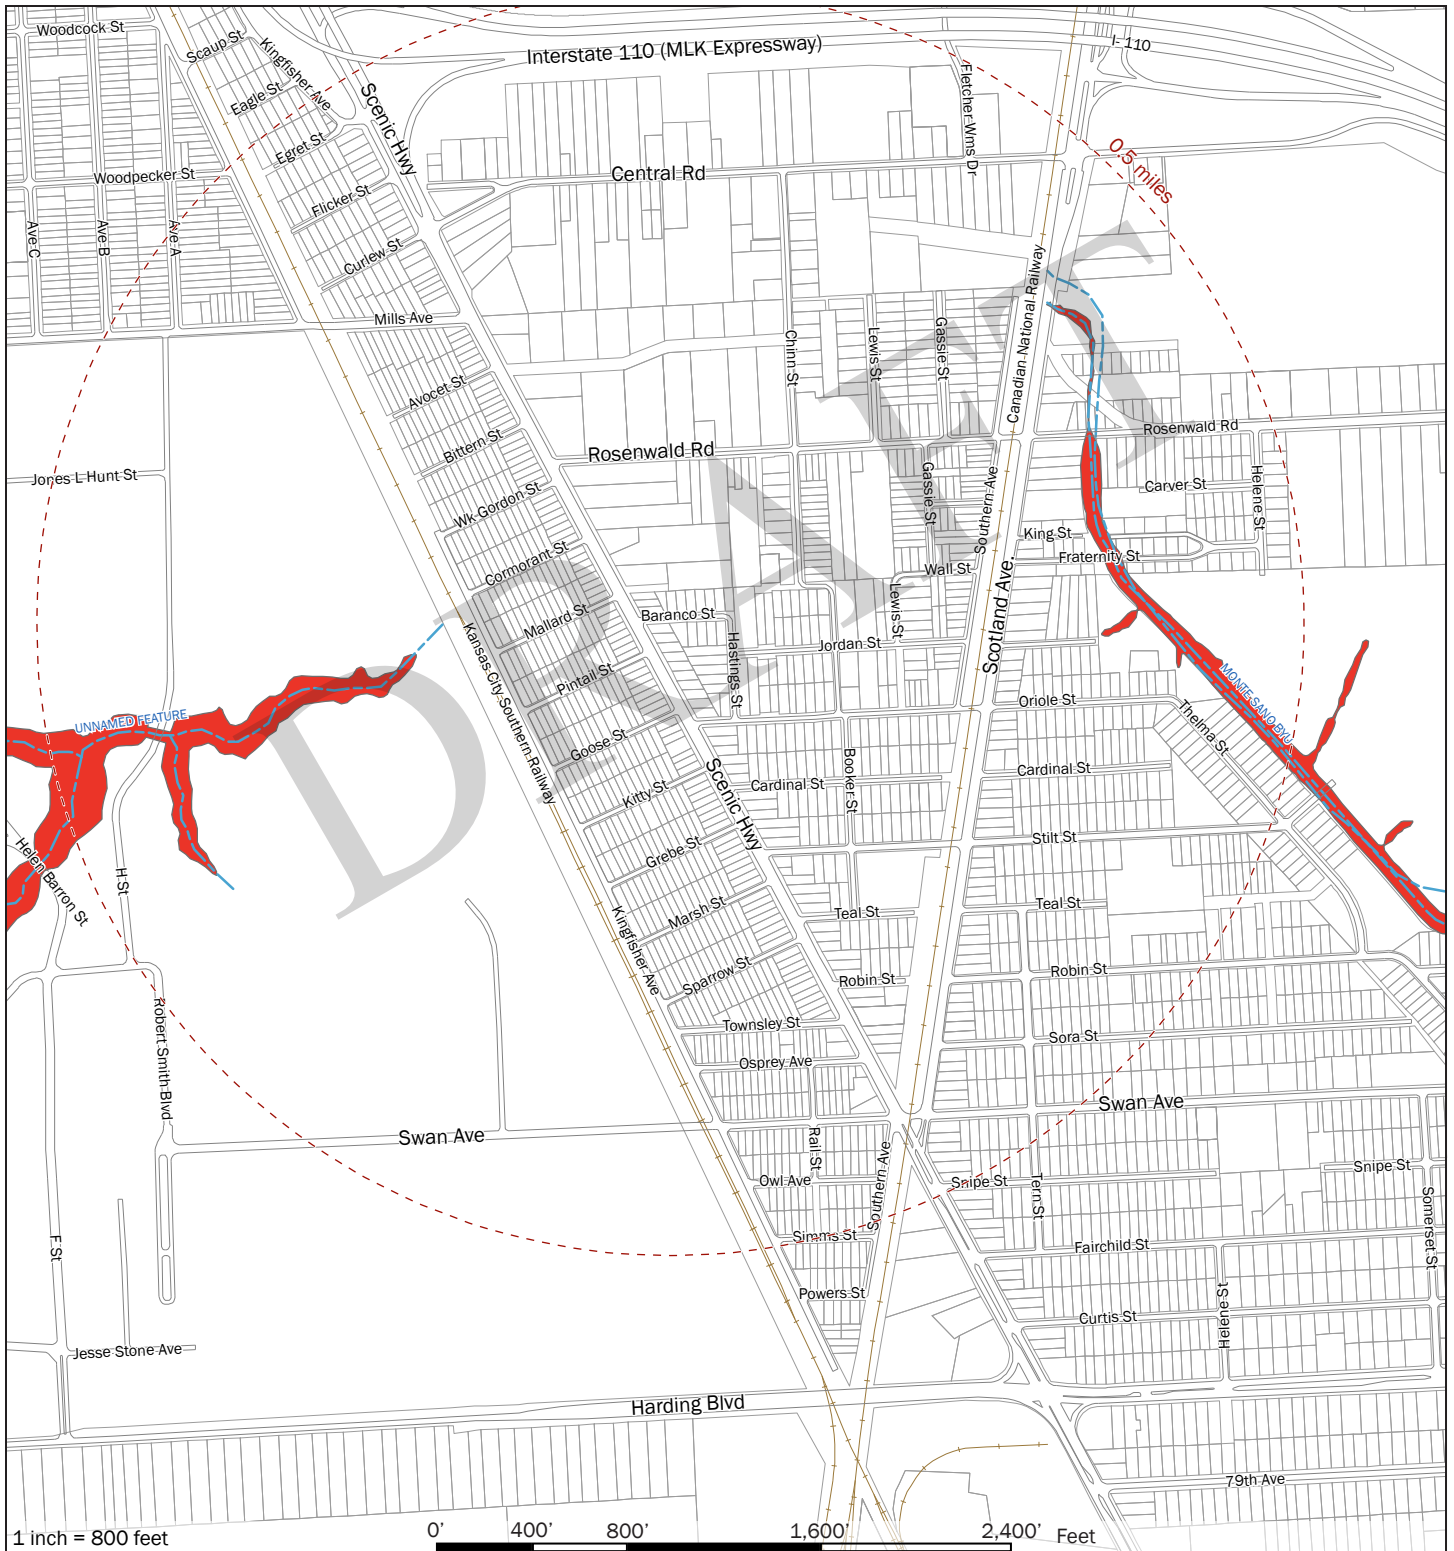 Woodcock St
Scaup St
Kingfisher Ave
Interstate 110 (MLK Expressway)
I- 110
Eagle St
Scenic Hwy
Fletcher Wms Dr
Egret St
0.5 miles
Woodpecker St
Central Rd
Flicker St
Ave C
Ave B
Ave A
Curlew St
Canadian National Railway
Mills Ave
Chinn St
Lewis St
Gassie St
Avocet St
Rosenwald Rd
Bittern St
Rosenwald Rd
Jones L Hunt St
Wk Gordon St
Gassie St
Southern Ave
Carver St
Helene St
King St
Cormorant St
Fraternity St
Wall St
Mallard St
Baranco St
Lewis St
Scotland Ave.
Jordan St
Hastings St
Kansas City Southern Railway
Pintail St
DRAFT
MONTE SANO BYU
Oriole St
Thelma St
UNNAMED FEATURE
Goose St
Scenic Hwy
Cardinal St
Booker St
Cardinal St
Kitty St
Stilt St
Grebe St
Helen Barron St
H St
Marsh St
Teal St
Teal St
Kingfisher Ave
Sparrow St
Robin St
Robin St
Robert Smith Blvd
Townsley St
Sora St
Osprey Ave
Swan Ave
Swan Ave
Rail St
Owl Ave
Southern Ave
Snipe St
Snipe St
Tern St
Somerset St
F St
Simms St
Fairchild St
Powers St
Curtis St
Helene St
Jesse Stone Ave
Harding Blvd
79th Ave
1 inch = 800 feet
0' 400' 800' 1,600' 2,400' Feet